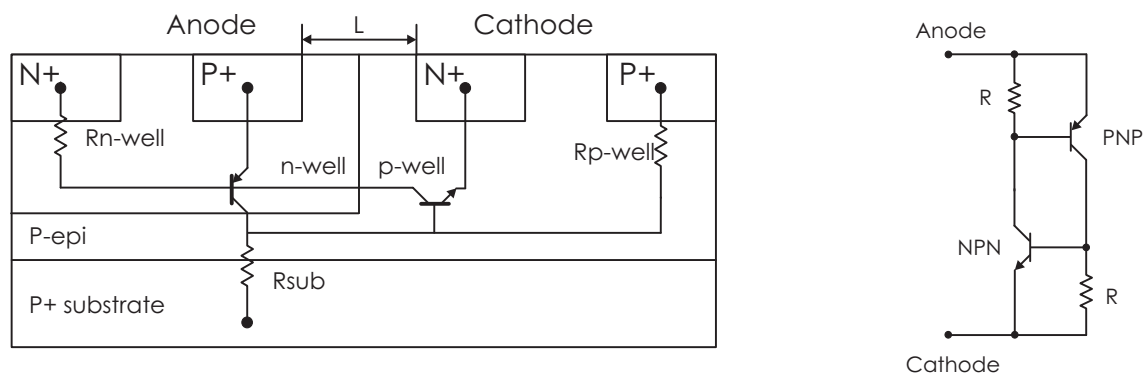 Anode L Cathode
N+ P+ N+ P+
Rn-well Rp-well
n-well p-well
P-epi
Rsub
P+ substrate
Anode
R
PNP
NPN
R
Cathode